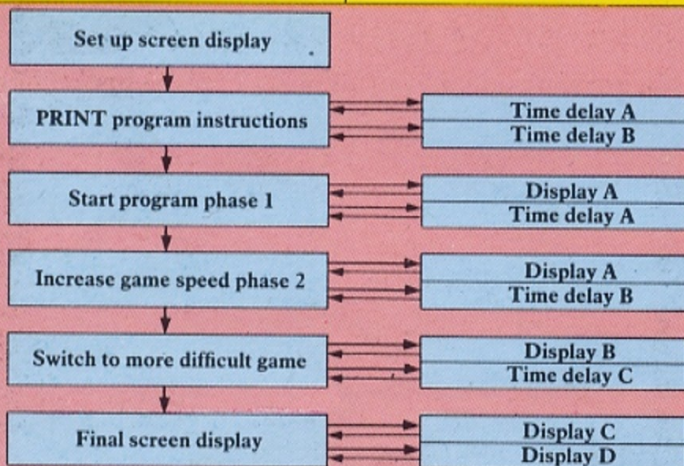 Set up screen display
PRINT program instructions
Time delay A
Time delay B
Start program phase 1
Display A
Time delay A
Increase game speed phase 2
Display A
Time delay B
Switch to more difficult game
Display B
Time delay C
Final screen display
Display C
Display D